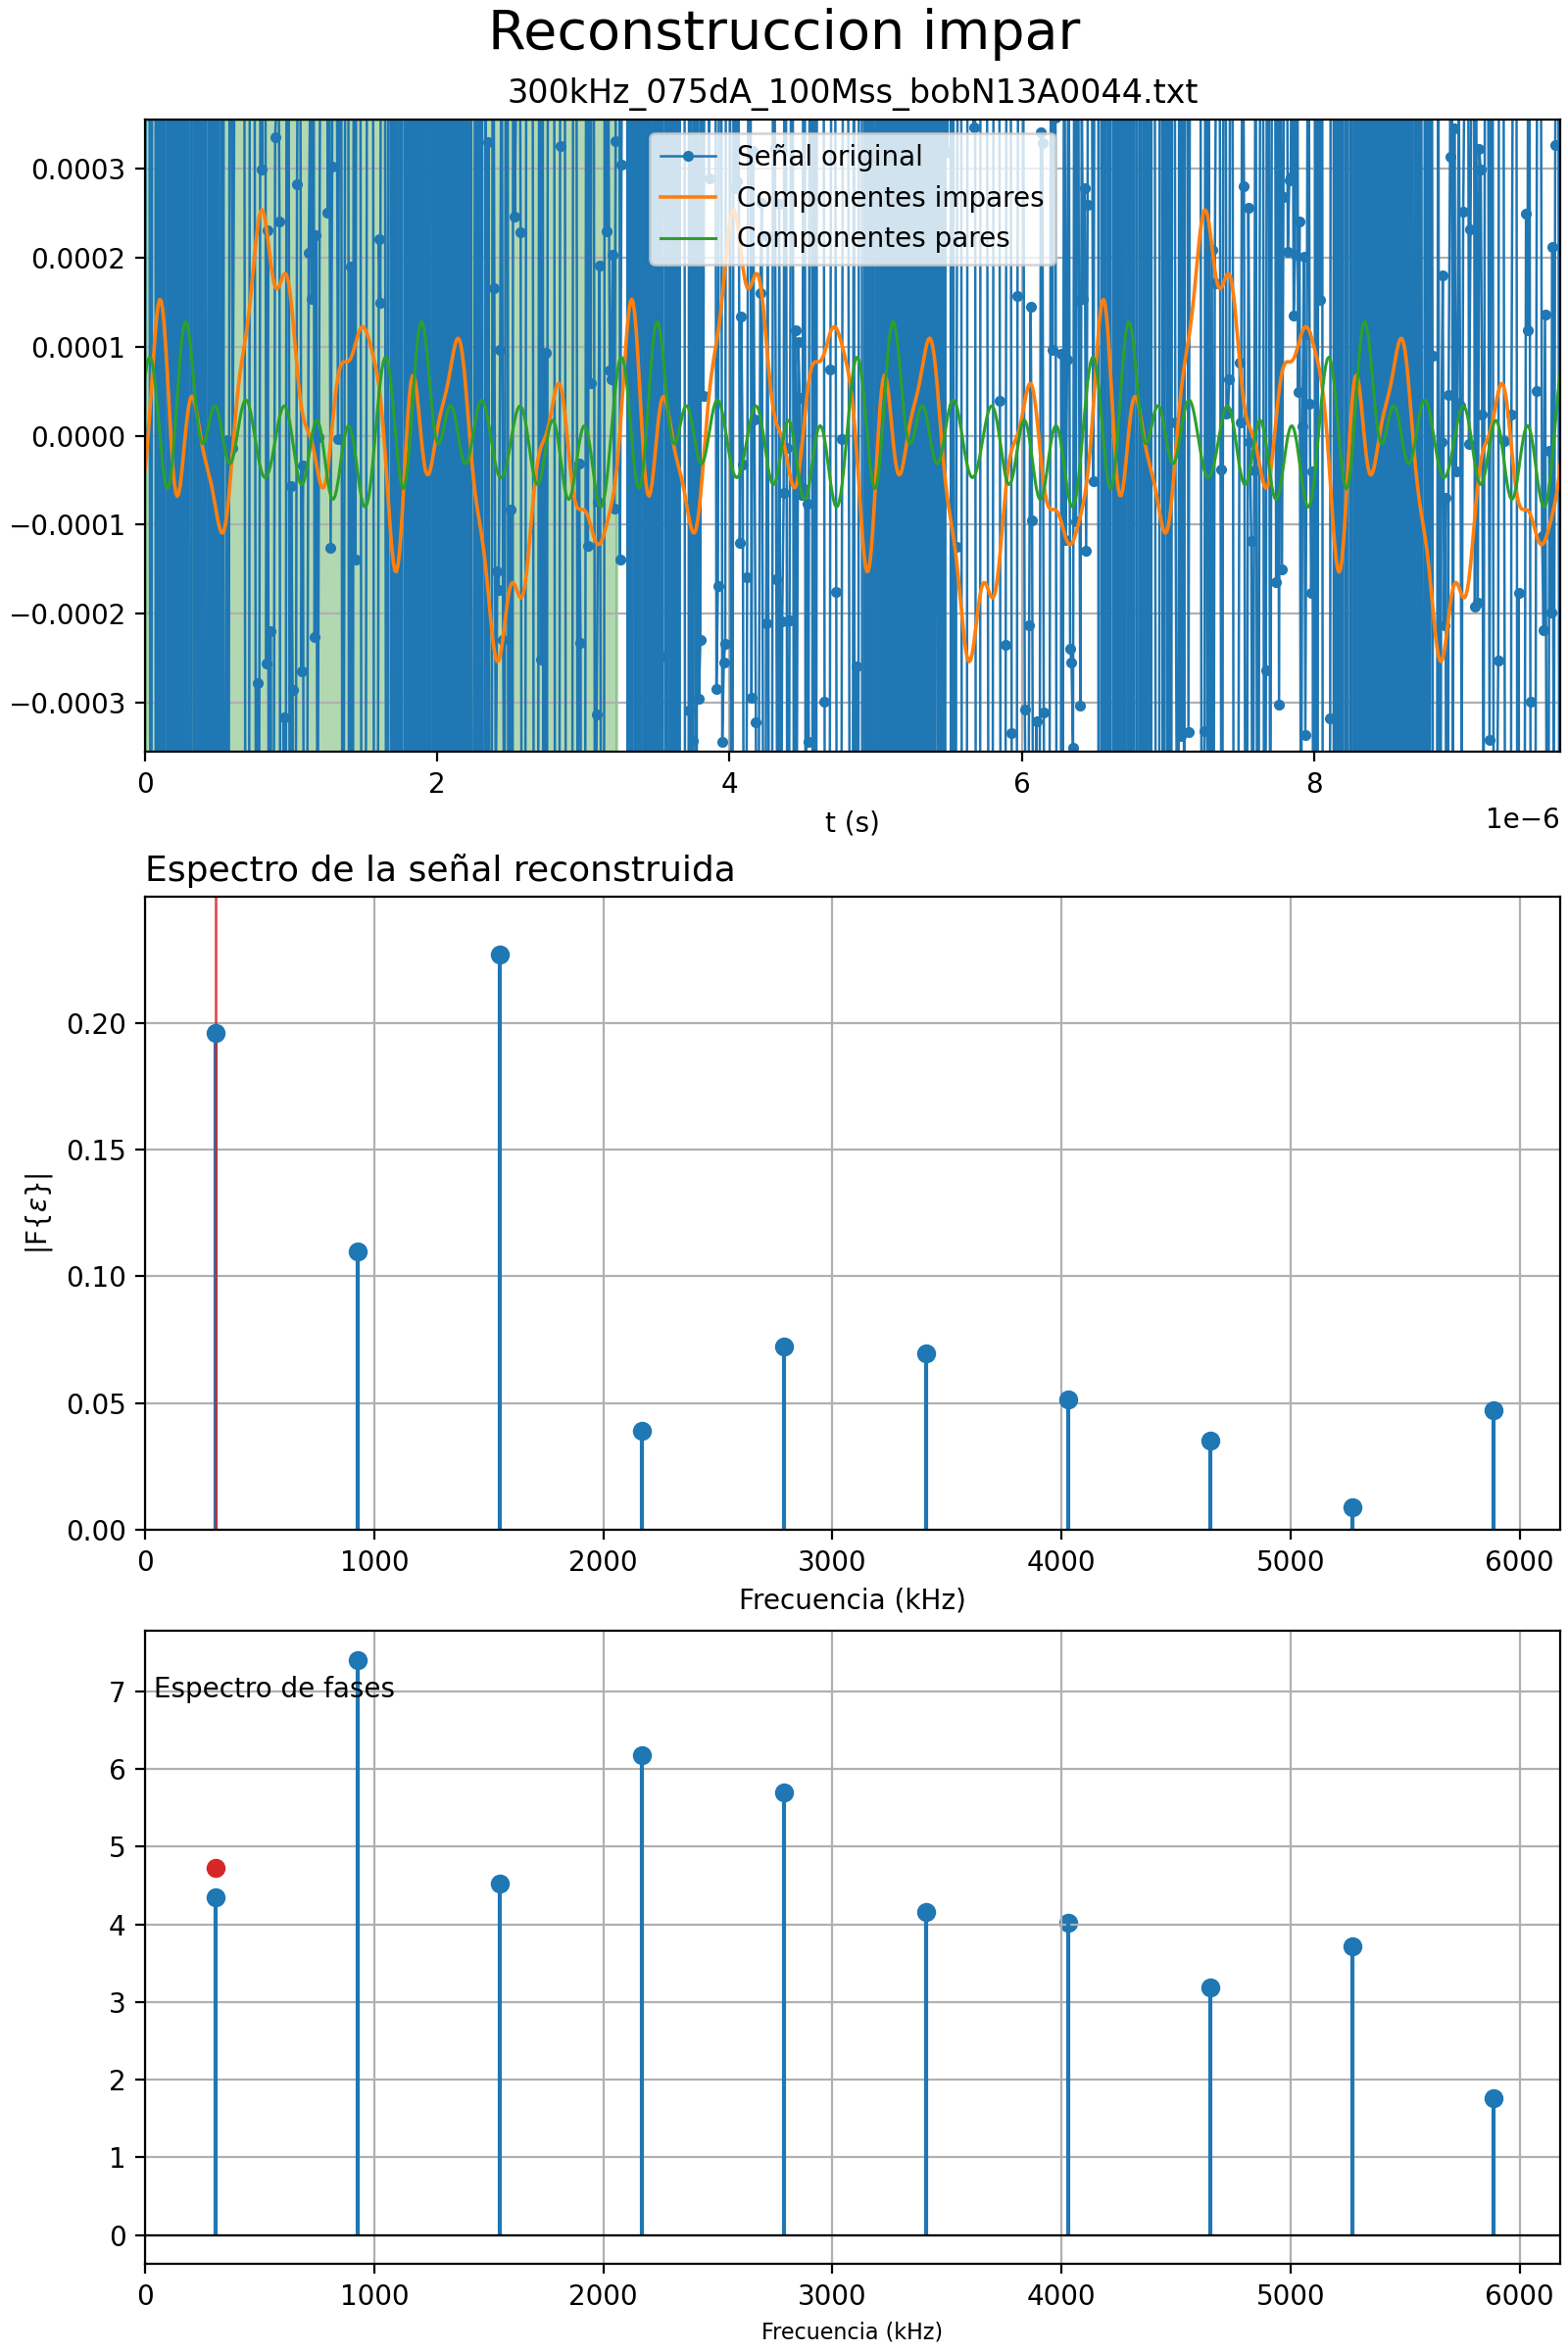 Reconstruccion impar
300kHz_075dA_100Mss_bobN13A0044.txt
0.0003
0.0002
0.0001
0.0000
−0.0001
−0.0002
−0.0003
Señal original
Componentes impares
Componentes pares
0 2 4 6 8
1e−6
t (s)
Espectro de la señal reconstruida
0.20
0.15
0.10
0.05
0.00
|F{ε}|
0 1000 2000 3000 4000 5000 6000
Frecuencia (kHz)
Espectro de fases
7
6
5
4
3
2
1
0
0 1000 2000 3000 4000 5000 6000
Frecuencia (kHz)